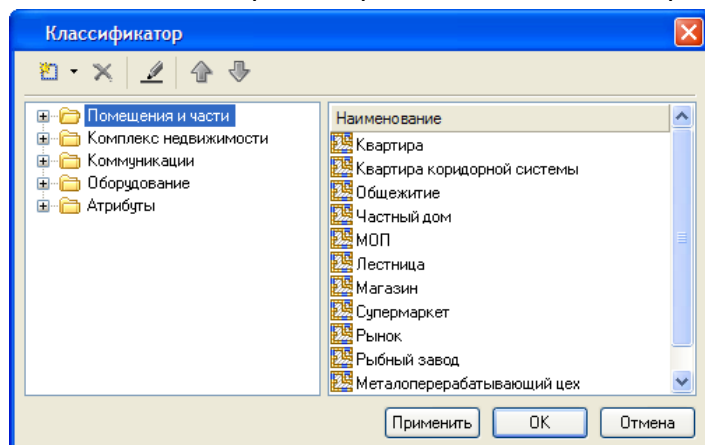 Классификатор
Помещения и части
Комплекс недвижимости
Коммуникации
Оборудование
Атрибуты
Наименование
Квартира
Квартира коридорной системы
Общежитие
Частный дом
МОП
Лестница
Магазин
Супермаркет
Рынок
Рыбный завод
Металоперерабатывающий цех
Применить
OK
Отмена